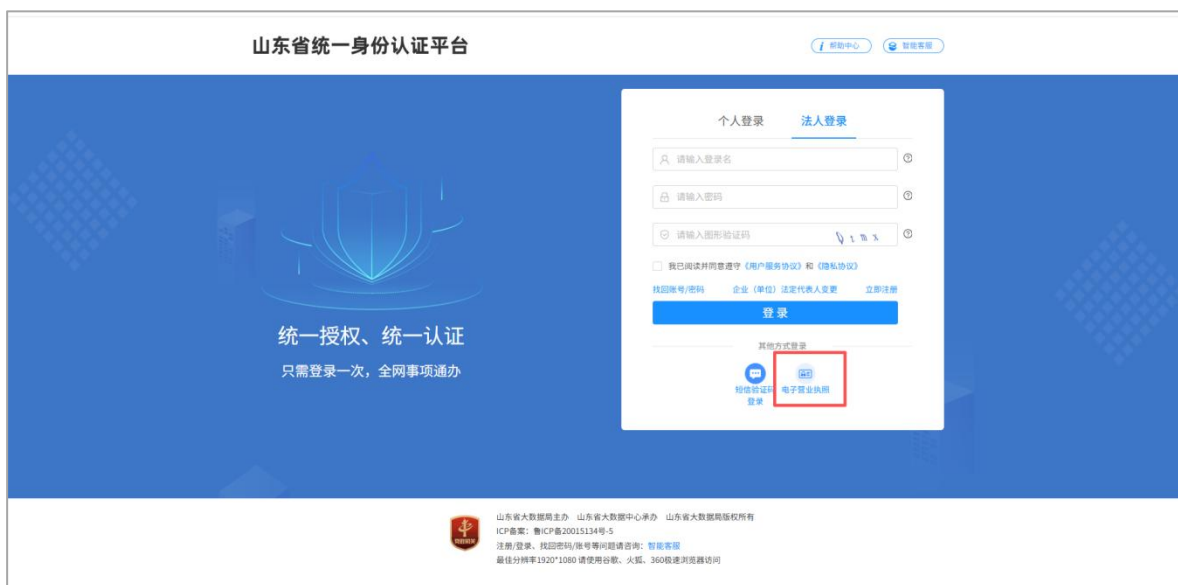 山东省统一身份认证平台
帮助中心
智能客服
个人登录 法人登录
请输入登录名
请输入密码
请输入图形验证码
我已阅读并同意遵守《用户服务协议》和《隐私协议》
找回账号/密码 企业（单位）法定代表人变更 立即注册
登 录
其他方式登录
短信验证码
登录
电子营业执照
统一授权、统一认证
只需登录一次，全网事项通办
山东省大数据局主办 山东省大数据中心承办 山东省大数据局版权所有
ICP备案：鲁ICP备20015134号-5
注册/登录、找回密码/账号等问题请咨询：智能客服
最佳分辨率1920*1080 请使用谷歌、火狐、360极速浏览器访问